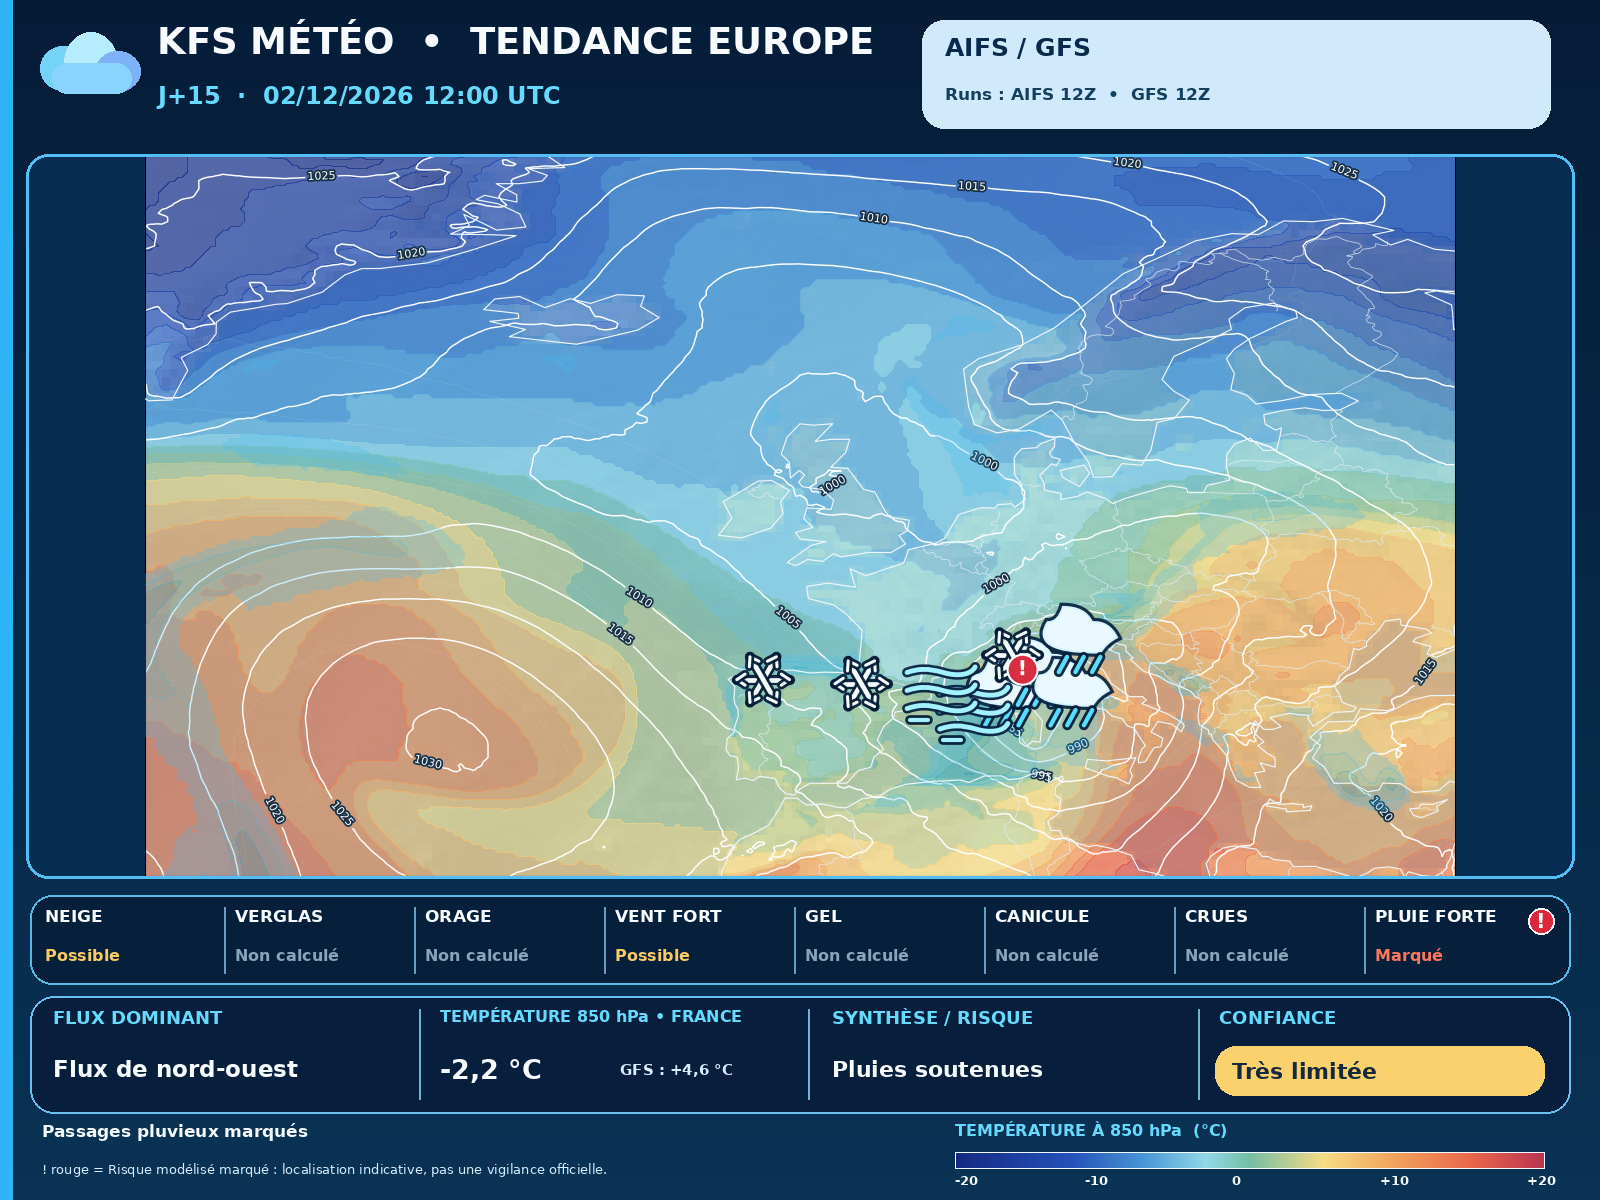 KFS MÉTÉO • TENDANCE EUROPE
J+15 · 02/12/2026 12:00 UTC
AIFS / GFS
Runs : AIFS 12Z • GFS 12Z
1025
1020
1015
1010
1020
1025
1000
1000
1000
1010
1015
1005
1030
1020
1025
990
995
1015
1020
NEIGE
Possible
VERGLAS
Non calculé
ORAGE
Non calculé
VENT FORT
Possible
GEL
Non calculé
CANICULE
Non calculé
CRUES
Non calculé
PLUIE FORTE
!
Marqué
FLUX DOMINANT
Flux de nord-ouest
TEMPÉRATURE 850 hPa • FRANCE
-2,2 °C
GFS : +4,6 °C
SYNTHÈSE / RISQUE
Pluies soutenues
CONFIANCE
Très limitée
Passages pluvieux marqués
! rouge = Risque modélisé marqué : localisation indicative, pas une vigilance officielle.
TEMPÉRATURE À 850 hPa (°C)
-20 -10 0 +10 +20